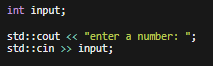 int input;
std::cout << "enter a number: ";
std::cin >> input;